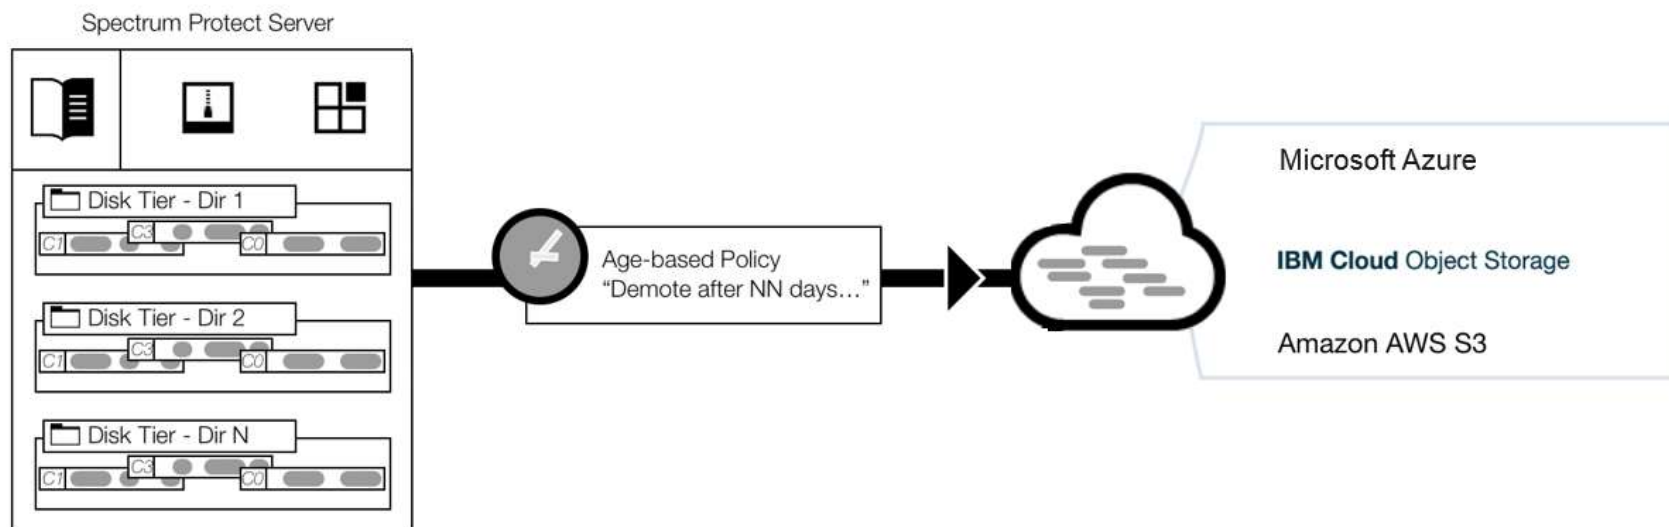 Spectrum Protect Server
Disk Tier - Dir 1
C1
C3
C0
Disk Tier - Dir 2
C1
C3
C0
Disk Tier - Dir N
C1
C3
C0
Age-based Policy
“Demote after NN days…”
Microsoft Azure
IBM Cloud Object Storage
Amazon AWS S3